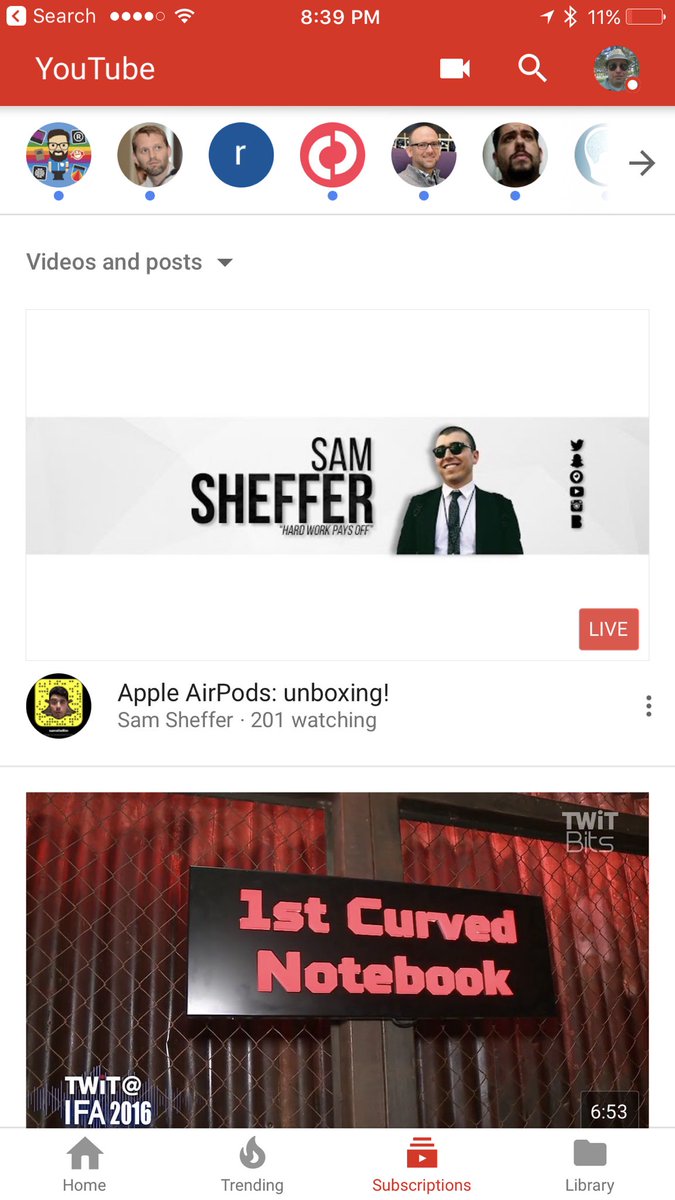 Search 8:39 PM 11%
YouTube
r
Videos and posts
SAM
SHEFFER
"HARD WORK PAYS OFF"
LIVE
Apple AirPods: unboxing!
Sam Sheffer · 201 watching
TWiT
Bits
1st Curved
Notebook
TWiT@
IFA 2016
6:53
Home Trending Subscriptions Library